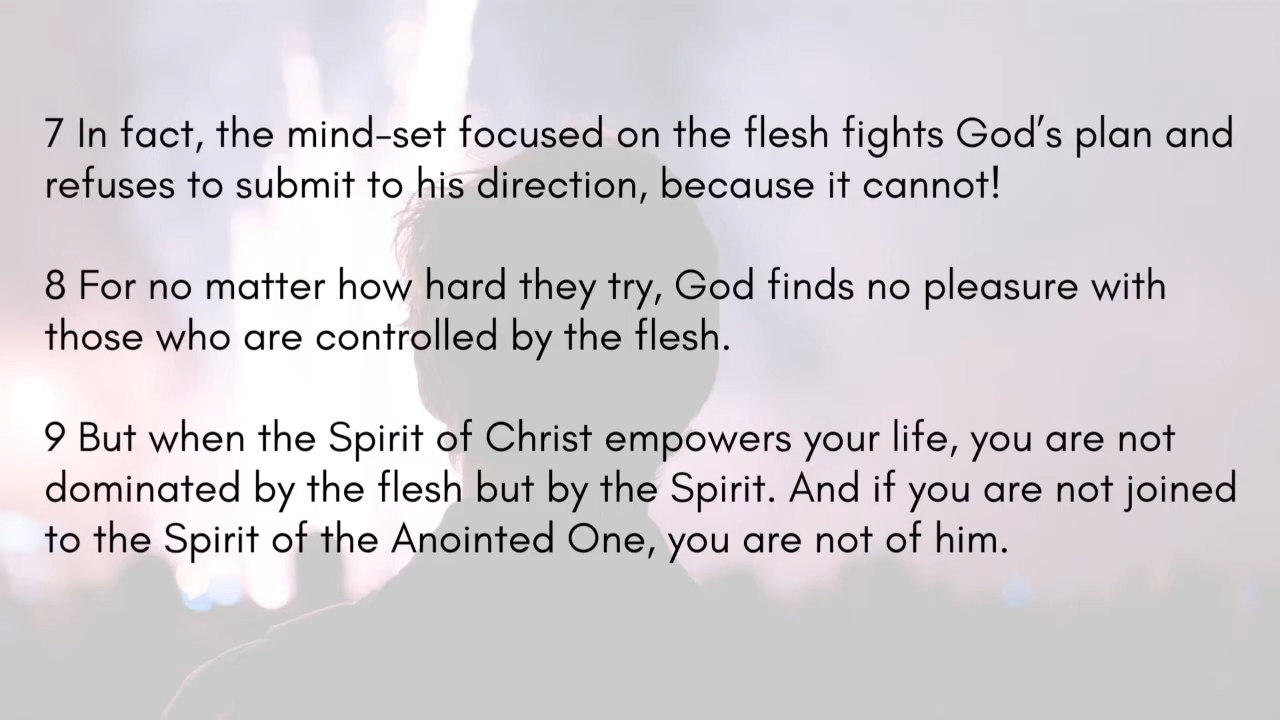 7 In fact, the mind-set focused on the flesh fights God's plan and
refuses to submit to his direction, because it cannot!
8 For no matter how hard they try, God finds no pleasure with
those who are controlled by the flesh.
9 But when the Spirit of Christ empowers your life, you are not
dominated by the flesh but by the Spirit. And if you are not joined
to the Spirit of the Anointed One, you are not of him.